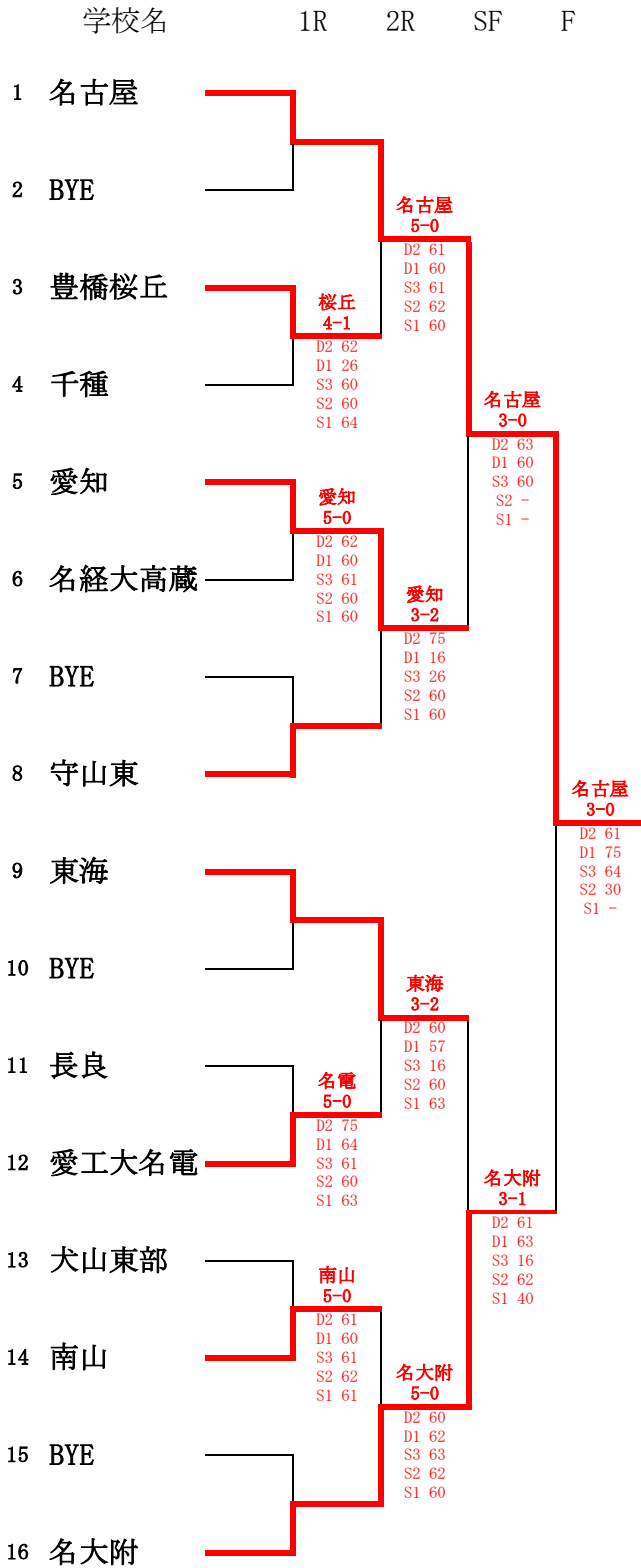 学校名 1R 2R SF F
1 名古屋
2 BYE
名古屋
5-0
D2 61
D1 60
S3 61
S2 62
S1 60
3 豊橋桜丘
桜丘
4-1
D2 62
D1 26
S3 60
S2 60
S1 64
4 千種
名古屋
3-0
D2 63
D1 60
S3 60
S2 -
S1 -
5 愛知
愛知
5-0
D2 62
D1 60
S3 61
S2 60
S1 60
6 名経大高蔵
愛知
3-2
D2 75
D1 16
S3 26
S2 60
S1 60
7 BYE
8 守山東
名古屋
3-0
D2 61
D1 75
S3 64
S2 30
S1 -
9 東海
10 BYE
東海
3-2
D2 60
D1 57
S3 16
S2 60
S1 63
11 長良
名電
5-0
D2 75
D1 64
S3 61
S2 60
S1 63
12 愛工大名電
名大附
3-1
D2 61
D1 63
S3 16
S2 62
S1 40
13 犬山東部
南山
5-0
D2 61
D1 60
S3 61
S2 62
S1 61
14 南山
名大附
5-0
D2 60
D1 62
S3 63
S2 62
S1 60
15 BYE
16 名大附